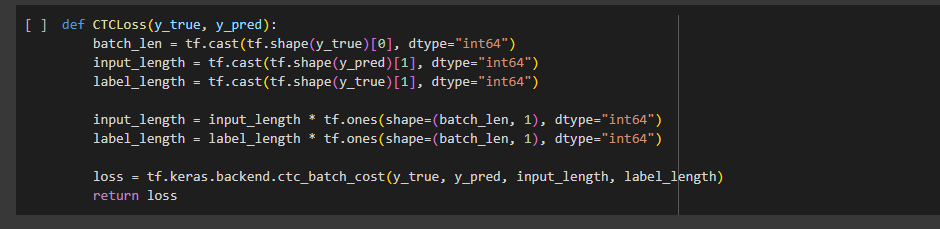 [ ] def CTCLoss(y_true, y_pred):
batch_len = tf.cast(tf.shape(y_true)[0], dtype="int64")
input_length = tf.cast(tf.shape(y_pred)[1], dtype="int64")
label_length = tf.cast(tf.shape(y_true)[1], dtype="int64")
input_length = input_length * tf.ones(shape=(batch_len, 1), dtype="int64")
label_length = label_length * tf.ones(shape=(batch_len, 1), dtype="int64")
loss = tf.keras.backend.ctc_batch_cost(y_true, y_pred, input_length, label_length)
return loss